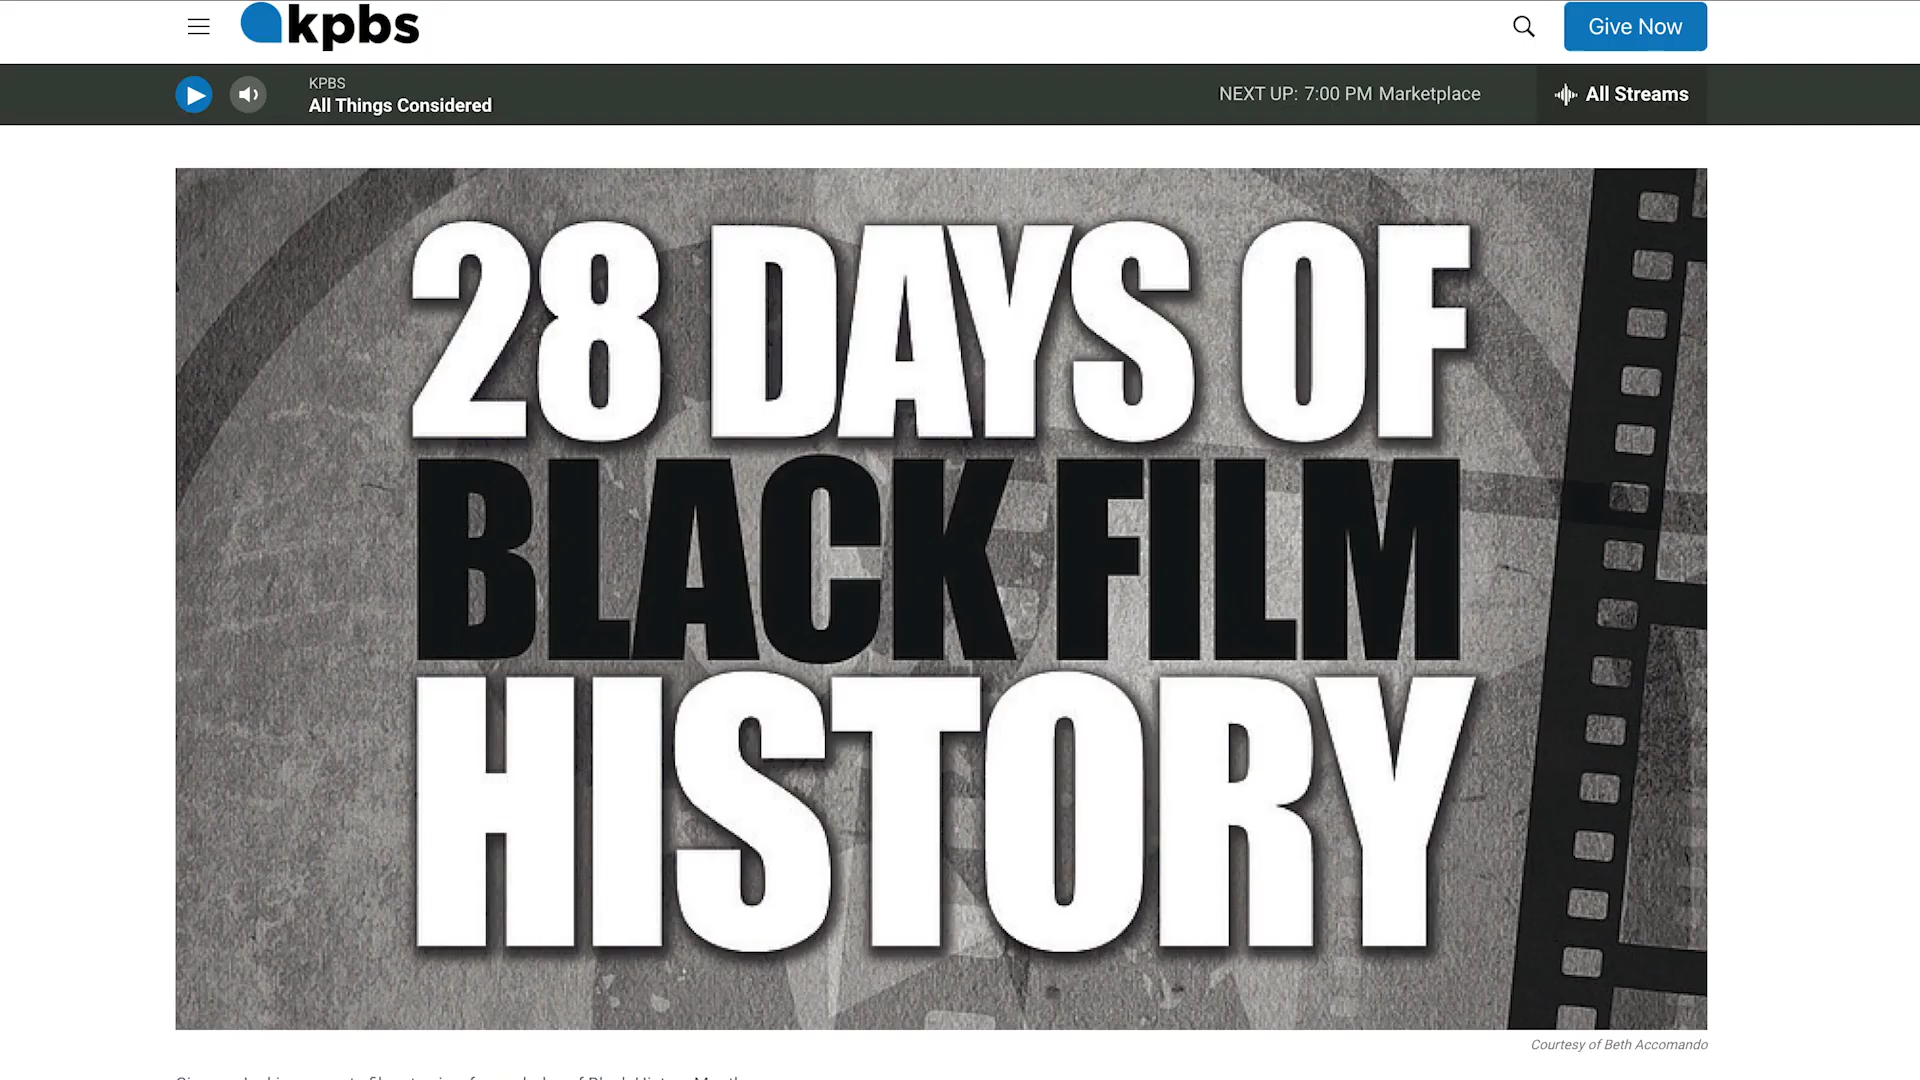 kpbs
Give Now
KPBS
All Things Considered
NEXT UP: 7:00 PM Marketplace
All Streams
28 DAYS OF
BLACK FILM
HISTORY
Courtesy of Beth Accomando